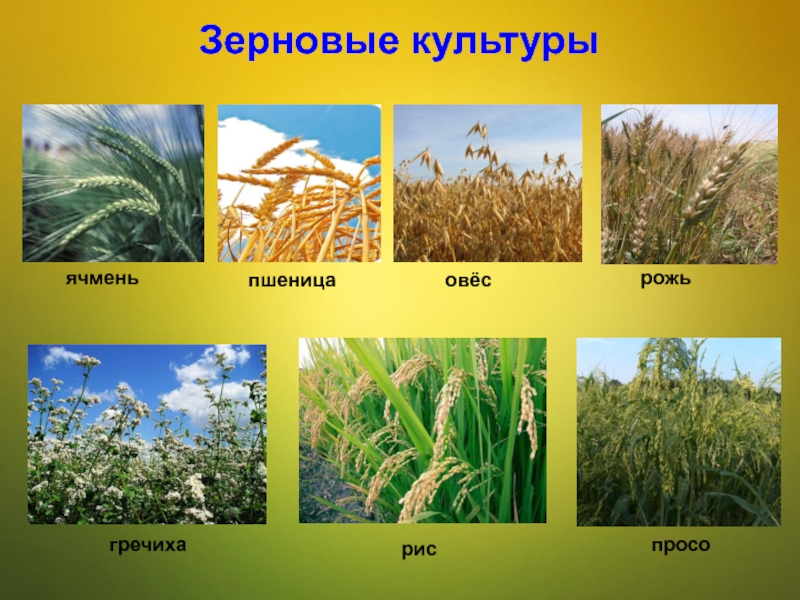 Зерновые культуры
ячмень
пшеница
овёс
рожь
гречиха
рис
просо